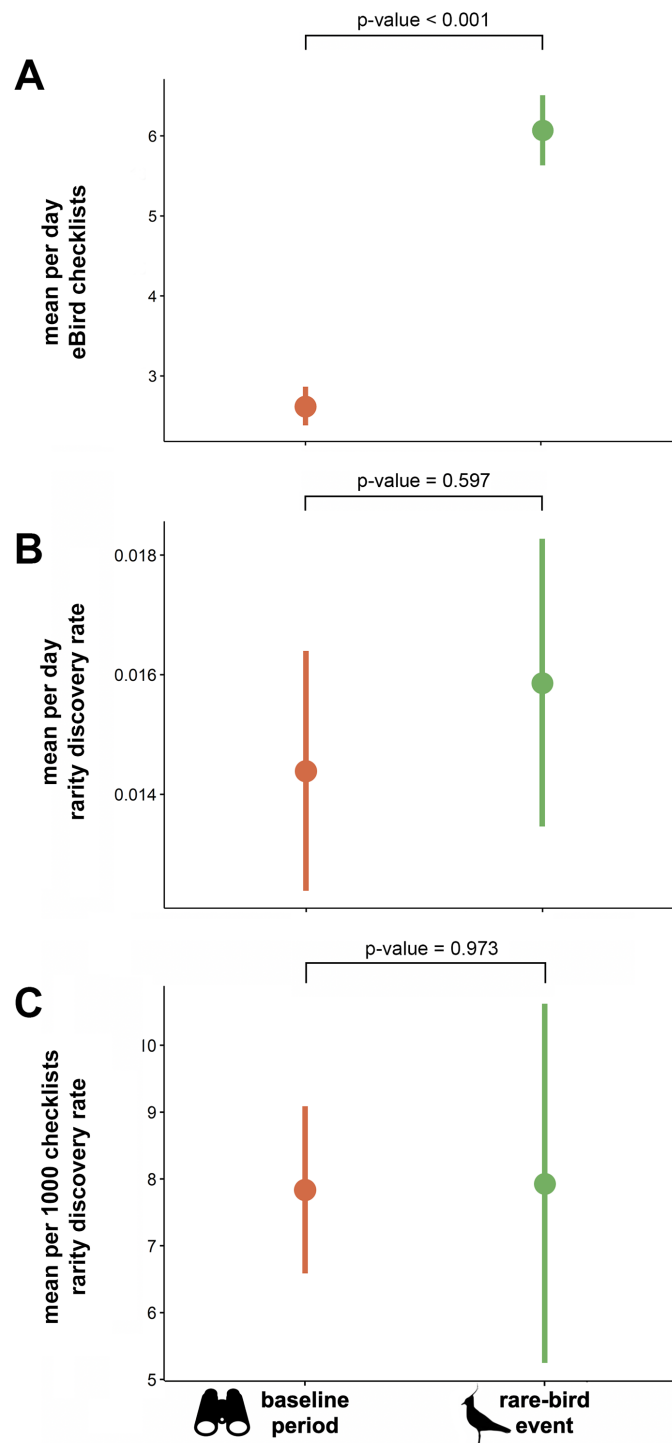 p-value < 0.001
A
6
5
4
3
mean per day
eBird checklists
p-value = 0.597
B
0.018
0.016
0.014
mean per day
rarity discovery rate
p-value = 0.973
C
10
9
8
7
6
5
mean per 1000 checklists
rarity discovery rate
baseline
period
rare-bird
event